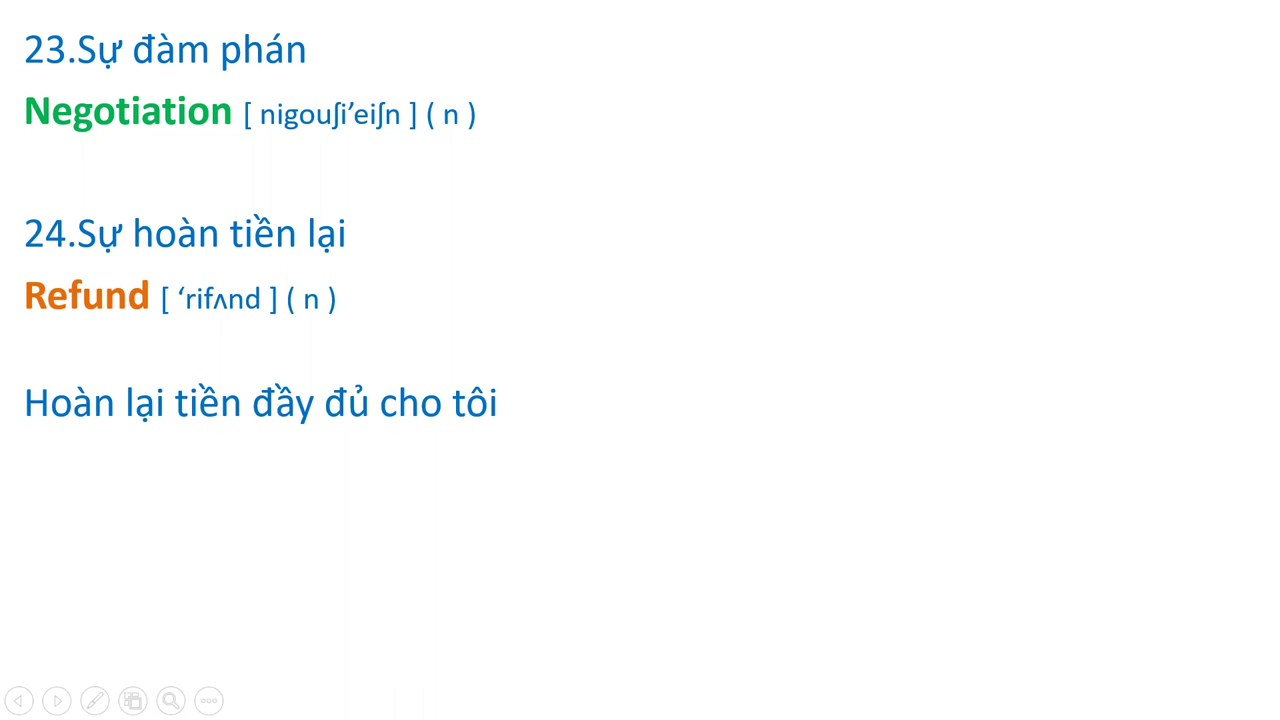 23.Sự đàm phán
Negotiation [ nigouʃi’eiʃn ] ( n )
24.Sự hoàn tiền lại
Refund [ ‘rifʌnd ] ( n )
Hoàn lại tiền đầy đủ cho tôi